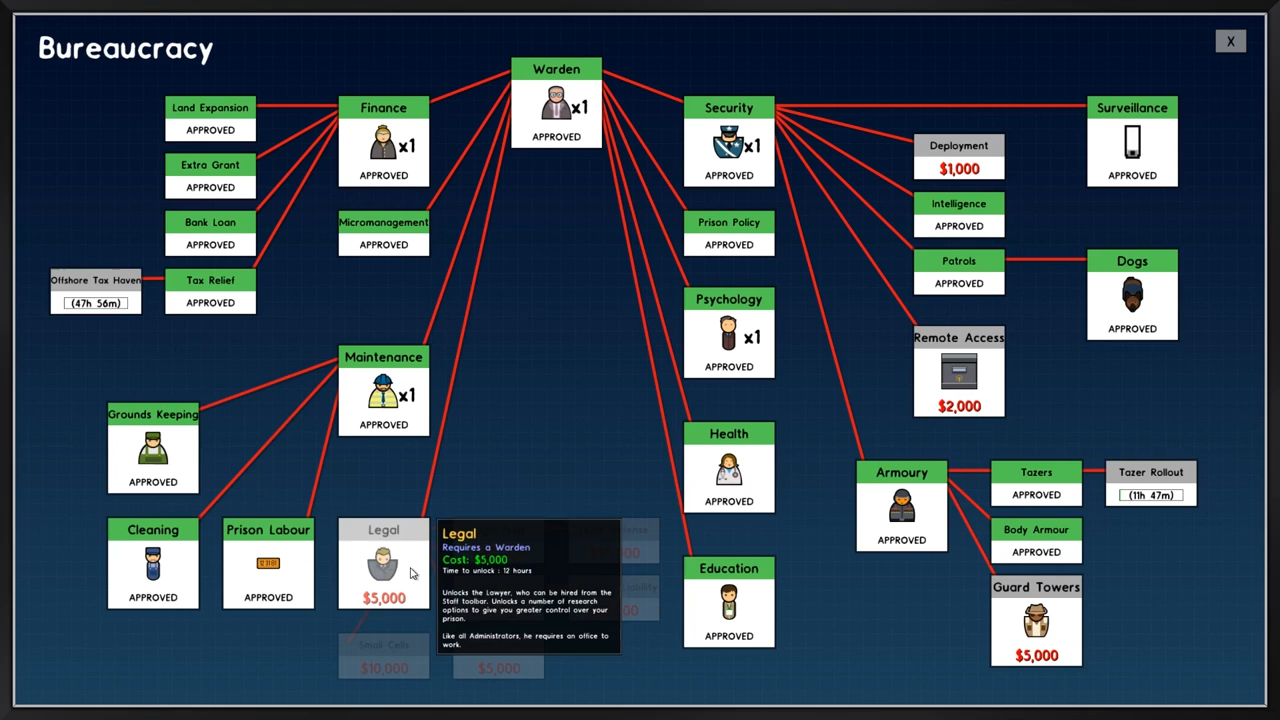 Bureaucracy
X
Warden
x1
APPROVED
Land Expansion
APPROVED
Extra Grant
APPROVED
Bank Loan
APPROVED
Offshore Tax Haven
(47h 56m)
Tax Relief
APPROVED
Finance
x1
APPROVED
Micromanagement
APPROVED
Maintenance
x1
APPROVED
Grounds Keeping
APPROVED
Cleaning
APPROVED
Prison Labour
APPROVED
Legal
$5,000
Small Cells
$10,000
$5,000
Legal
Requires a Warden
Cost: $5,000
Time to unlock : 12 hours
Unlocks the Lawyer, who can be hired from the
Staff toolbar. Unlocks a number of research
options to give you greater control over your
prison.
Like all Administrators, he requires an office to
work.
Security
x1
APPROVED
Prison Policy
APPROVED
Psychology
x1
APPROVED
Health
APPROVED
Education
APPROVED
Deployment
$1,000
Intelligence
APPROVED
Patrols
APPROVED
Remote Access
$2,000
Surveillance
APPROVED
Dogs
APPROVED
Armoury
APPROVED
Tazers
APPROVED
Tazer Rollout
(11h 47m)
Body Armour
APPROVED
Guard Towers
$5,000